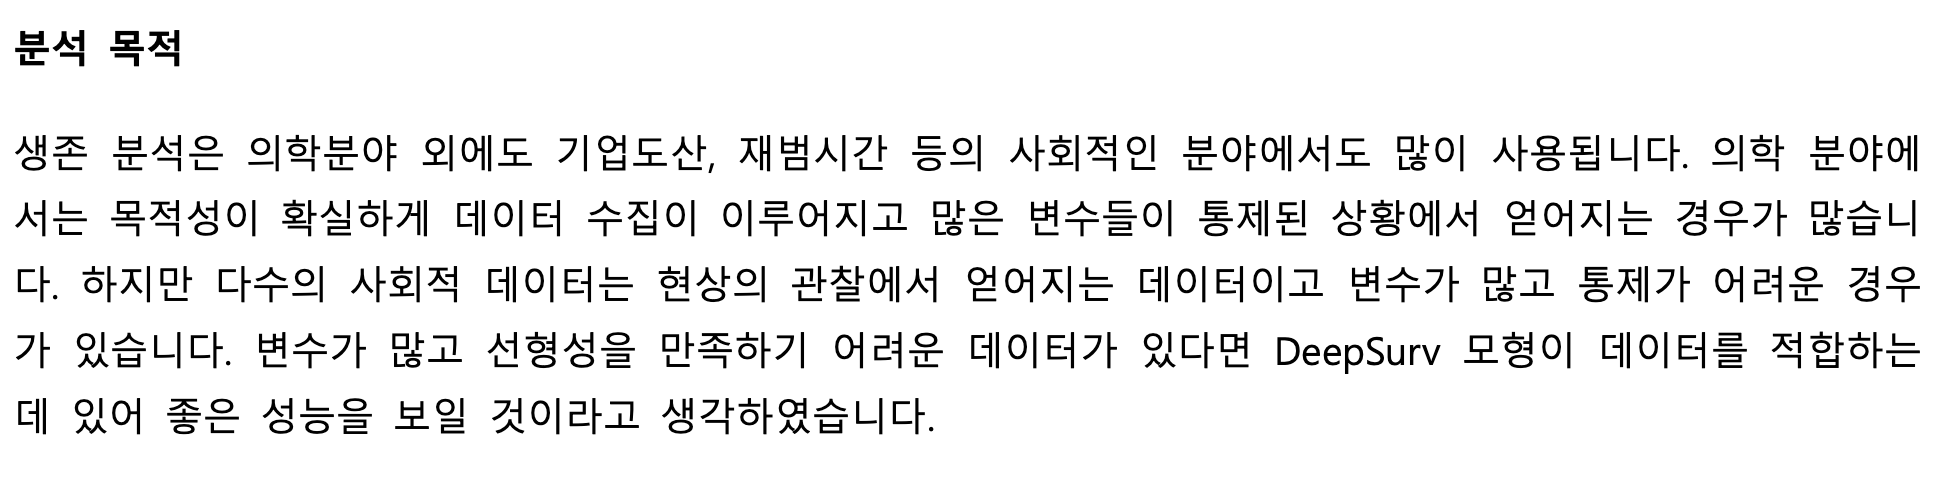 분석 목적
생존 분석은 의학분야 외에도 기업도산, 재범시간 등의 사회적인 분야에서도 많이 사용됩니다. 의학 분야에
서는 목적성이 확실하게 데이터 수집이 이루어지고 많은 변수들이 통제된 상황에서 얻어지는 경우가 많습니
다. 하지만 다수의 사회적 데이터는 현상의 관찰에서 얻어지는 데이터이고 변수가 많고 통제가 어려운 경우
가 있습니다. 변수가 많고 선형성을 만족하기 어려운 데이터가 있다면 DeepSurv 모형이 데이터를 적합하는
데 있어 좋은 성능을 보일 것이라고 생각하였습니다.